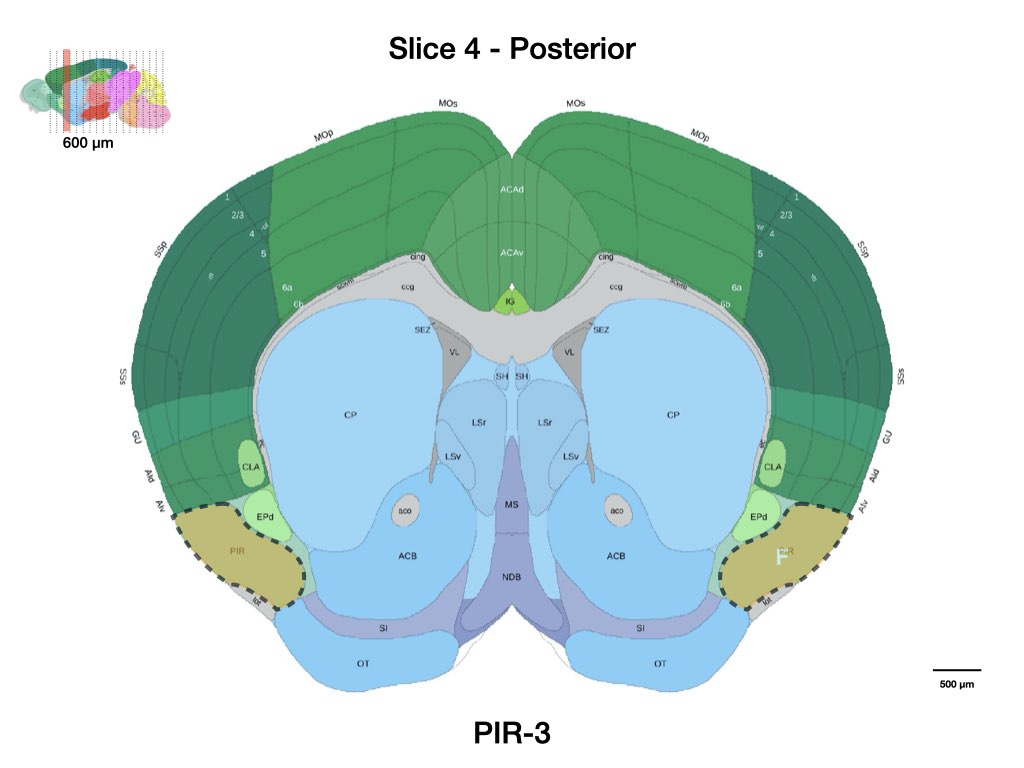 Slice 4 - Posterior
600 µm
MOs MOs
MOp MOp
ACAd
1 1
2/3 2/3
4 4
SSp SSp
5 5
ACAv
cing cing
6a 6a
ccg ccg
6b 6b
IG
SEZ SEZ
VL VL
SSs SH SH SSs
CP LSr LSr CP
GU GU
LSv LSv
CLA CLA
AId AId
AIv MS AIv
EPd aco aco EPd
PIR ACB ACB
NDB
lot lot
SI SI
OT OT
500 µm
PIR-3